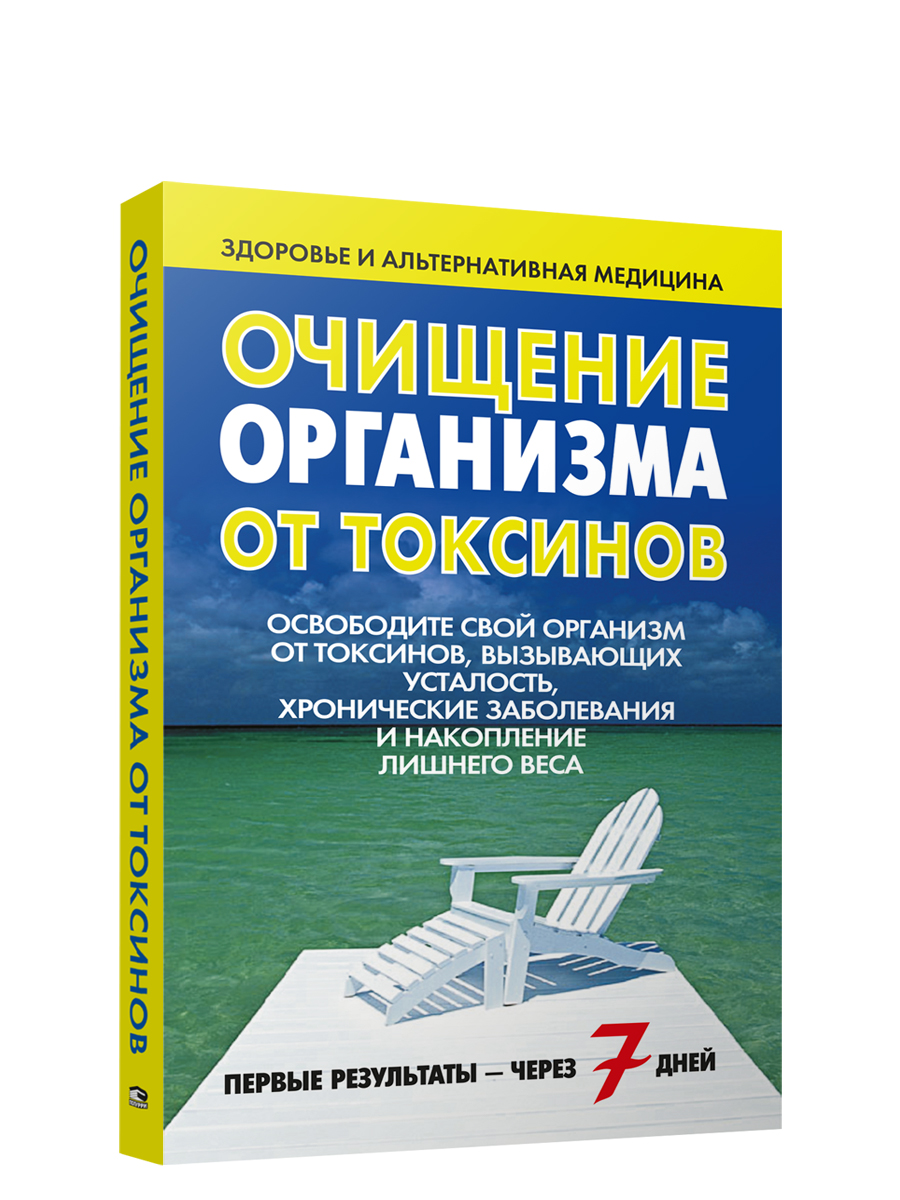 ЗДОРОВЬЕ И АЛЬТЕРНАТИВНАЯ МЕДИЦИНА
ОЧИЩЕНИЕ
ОРГАНИЗМА
ОТ ТОКСИНОВ
ОСВОБОДИТЕ СВОЙ ОРГАНИЗМ
ОТ ТОКСИНОВ, ВЫЗЫВАЮЩИХ
УСТАЛОСТЬ,
ХРОНИЧЕСКИЕ ЗАБОЛЕВАНИЯ
И НАКОПЛЕНИЕ
ЛИШНЕГО ВЕСА
ПЕРВЫЕ РЕЗУЛЬТАТЫ – ЧЕРЕЗ 7 ДНЕЙ
ОЧИЩЕНИЕ ОРГАНИЗМА ОТ ТОКСИНОВ